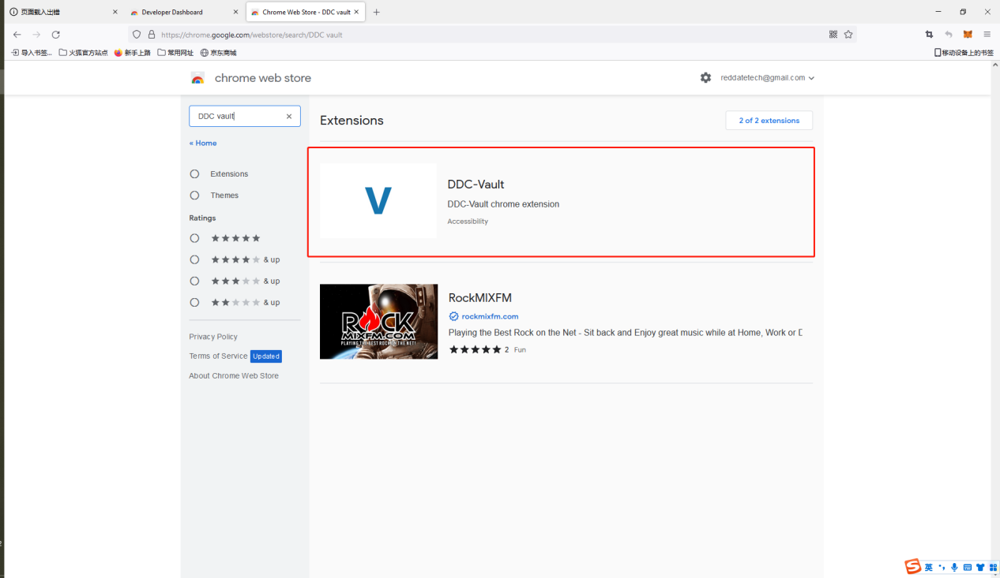 页面载入出错
Developer Dashboard
Chrome Web Store - DDC vault
https://chrome.google.com/webstore/search/DDC vault
导入书签... 火狐官方站点 新手上路 常用网址 京东商城 移动设备上的书签
chrome web store
reddatetech@gmail.com
DDC vault
« Home
Extensions
Themes
Ratings
& up
& up
& up
Privacy Policy
Terms of Service Updated
About Chrome Web Store
Extensions
2 of 2 extensions
V
DDC-Vault
DDC-Vault chrome extension
Accessibility
ROCK
MIXFM.COM
PLAYING THE BEST ROCK ON THE NET!
RockMIXFM
rockmixfm.com
Playing the Best Rock on the Net - Sit back and Enjoy great music while at Home, Work or D
2 Fun
S 英